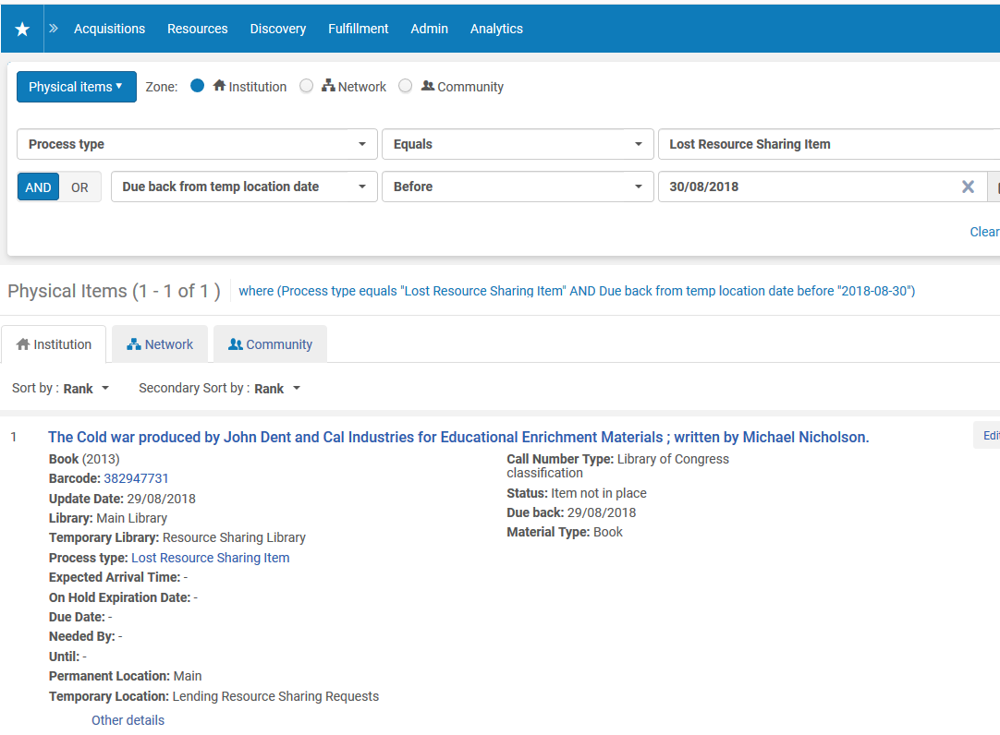 Acquisitions Resources Discovery Fulfillment Admin Analytics
Physical items Zone: Institution Network Community
Process type Equals Lost Resource Sharing Item
AND OR Due back from temp location date Before 30/08/2018
Clear
Physical Items (1 - 1 of 1 ) where (Process type equals "Lost Resource Sharing Item" AND Due back from temp location date before "2018-08-30")
Institution Network Community
Sort by : Rank Secondary Sort by : Rank
1 The Cold war produced by John Dent and Cal Industries for Educational Enrichment Materials ; written by Michael Nicholson.
Book (2013)
Barcode: 382947731
Update Date: 29/08/2018
Library: Main Library
Temporary Library: Resource Sharing Library
Process type: Lost Resource Sharing Item
Expected Arrival Time: -
On Hold Expiration Date: -
Due Date: -
Needed By: -
Until: -
Permanent Location: Main
Temporary Location: Lending Resource Sharing Requests
Other details
Call Number Type: Library of Congress
classification
Status: Item not in place
Due back: 29/08/2018
Material Type: Book